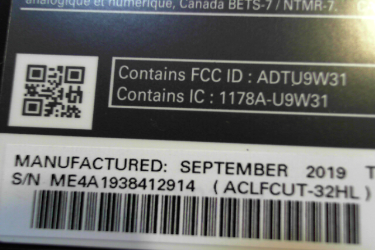 analogique et numérique, Canada BETS-7 / NTMR-7.
Contains FCC ID : ADTU9W31
Contains IC : 1178A-U9W31
MANUFACTURED: SEPTEMBER 2019 T
S/N ME4A1938412914 (ACLFCUT-32HL)